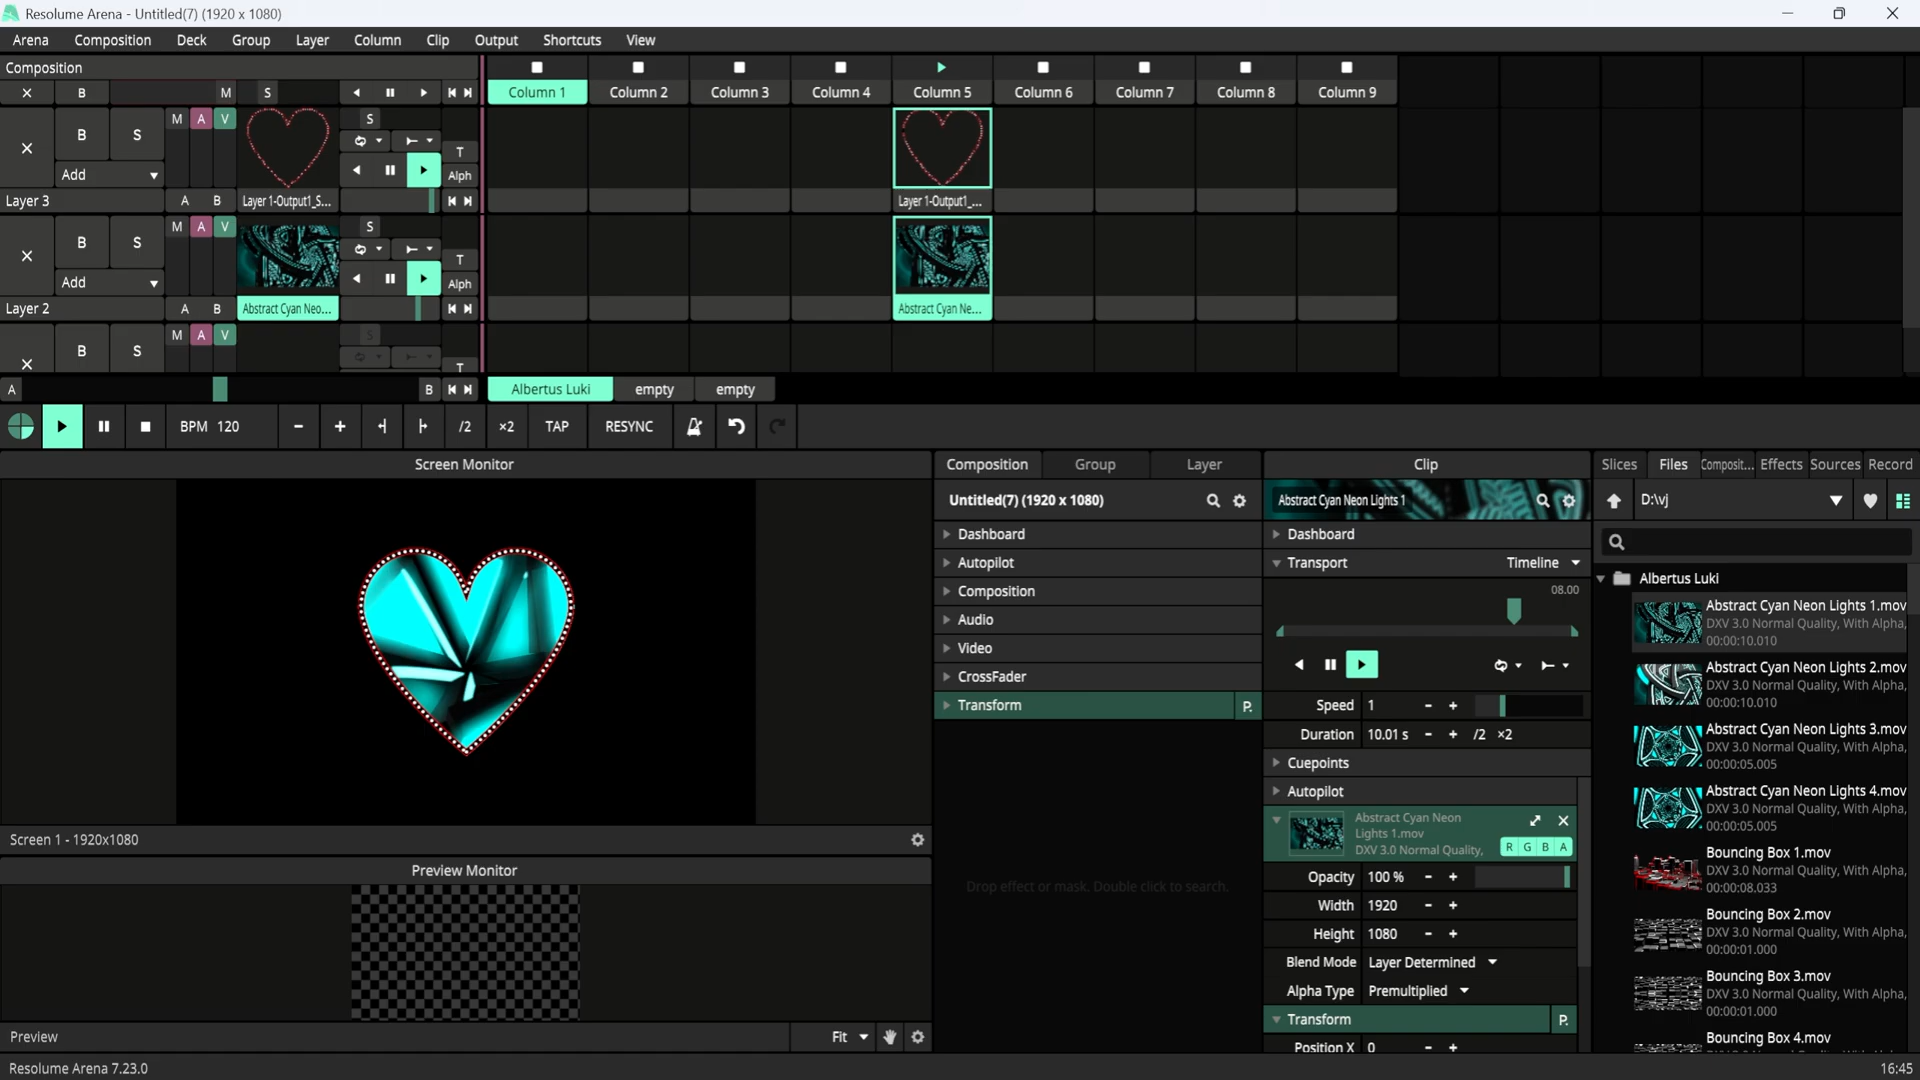 Resolume Arena - Untitled(7) (1920 x 1080)
Arena Composition Deck Group Layer Column Clip Output Shortcuts View
Composition
X B M S Column 1 Column 2 Column 3 Column 4 Column 5 Column 6 Column 7 Column 8 Column 9
M A V S
X B S T
Add Alph
Layer 3 A B Layer 1-Output1_S... Layer 1-Output1_...
M A V S
X B S T
Add Alph
Layer 2 A B Abstract Cyan Neo... Abstract Cyan Ne...
M A V S
X B S T
A B Albertus Luki empty empty
BPM 120 - + /2 ×2 TAP RESYNC
Screen Monitor
Screen 1 - 1920x1080
Preview Monitor
Preview Fit
Composition Group Layer
Untitled(7) (1920 x 1080)
Dashboard
Autopilot
Composition
Audio
Video
CrossFader
Transform P.
Drop effect or mask. Double click to search.
Clip
Abstract Cyan Neon Lights 1
Dashboard
Transport Timeline
08.00
Speed 1 - +
Duration 10.01 s - + /2 ×2
Cuepoints
Autopilot
Abstract Cyan Neon
Lights 1.mov
DXV 3.0 Normal Quality, R G B A
Opacity 100 % - +
Width 1920 - +
Height 1080 - +
Blend Mode Layer Determined
Alpha Type Premultiplied
Transform P.
Position X 0 - +
Slices Files Composit... Effects Sources Record
D:\vj
Albertus Luki
Abstract Cyan Neon Lights 1.mov
DXV 3.0 Normal Quality, With Alpha,
00:00:10.010
Abstract Cyan Neon Lights 2.mov
DXV 3.0 Normal Quality, With Alpha,
00:00:10.010
Abstract Cyan Neon Lights 3.mov
DXV 3.0 Normal Quality, With Alpha,
00:00:05.005
Abstract Cyan Neon Lights 4.mov
DXV 3.0 Normal Quality, With Alpha,
00:00:05.005
Bouncing Box 1.mov
DXV 3.0 Normal Quality, With Alpha,
00:00:08.033
Bouncing Box 2.mov
DXV 3.0 Normal Quality, With Alpha,
00:00:01.000
Bouncing Box 3.mov
DXV 3.0 Normal Quality, With Alpha,
00:00:01.000
Bouncing Box 4.mov
Resolume Arena 7.23.0 16:45